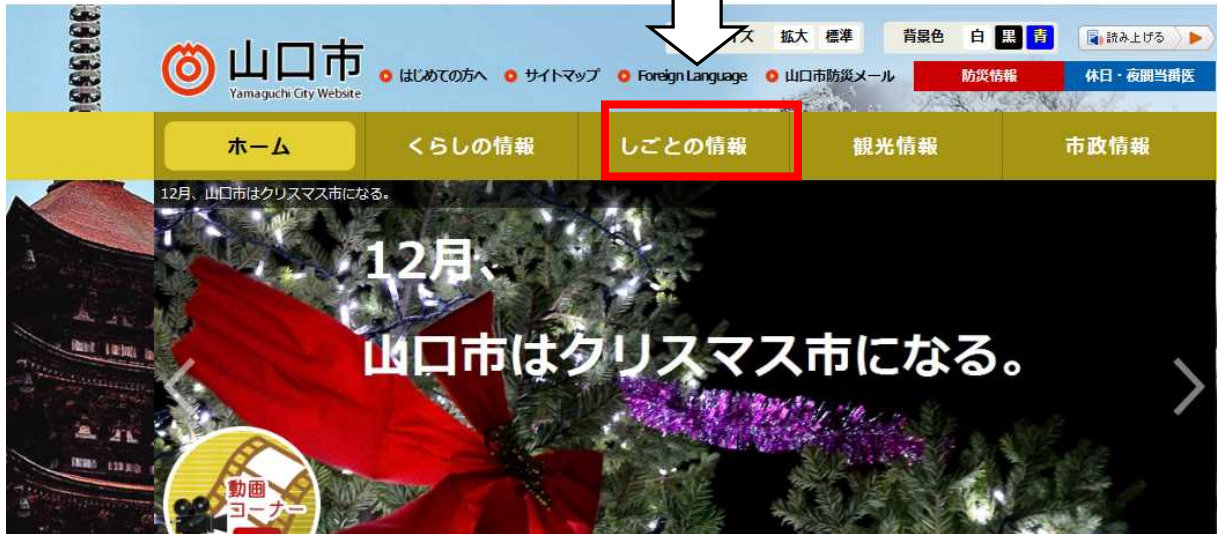 山口市
Yamaguchi City Website
イズ 拡大 標準 背景色 白 黒 青 読み上げる
はじめての方へ サイトマップ Foreign Language 山口市防災メール 防災情報 休日・夜間当番医
ホーム くらしの情報 しごとの情報 観光情報 市政情報
12月、山口市はクリスマス市になる。
12月、
山口市はクリスマス市になる。
動画
コーナー